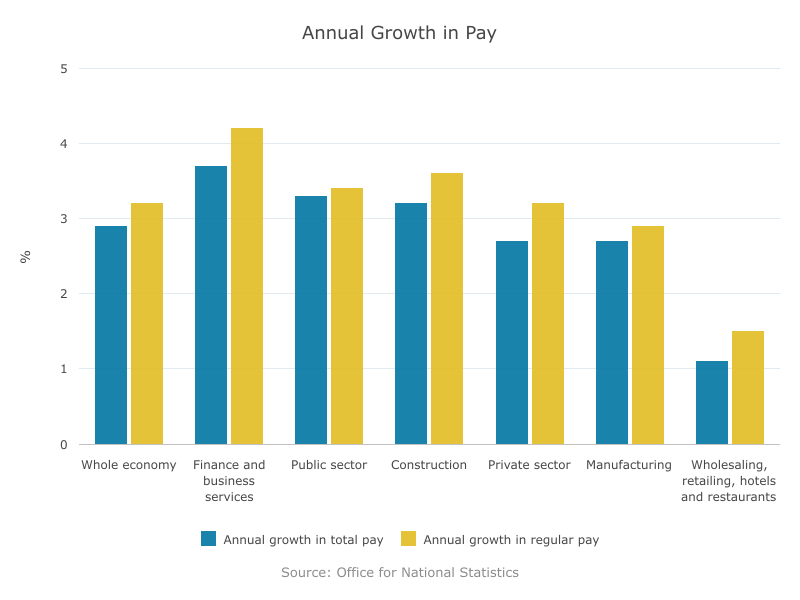 Annual Growth in Pay
5
4
3
2
1
0
%
Whole economy
Finance and
business
services
Public sector
Construction
Private sector
Manufacturing
Wholesaling,
retailing, hotels
and restaurants
Annual growth in total pay
Annual growth in regular pay
Source: Office for National Statistics